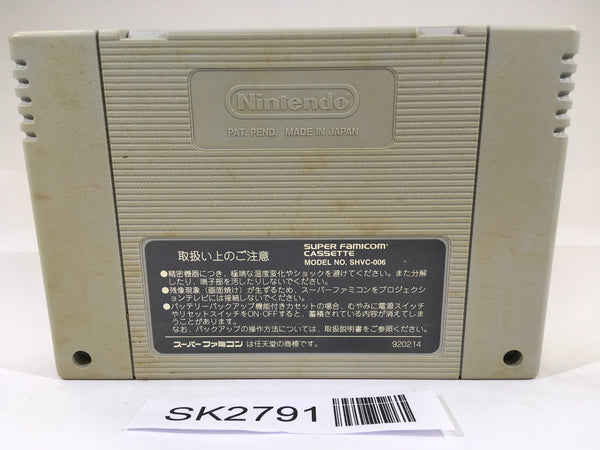 Nintendo
PAT. PEND. MADE IN JAPAN
取扱い上のご注意
SUPER FAMICOM™
CASSETTE
MODEL NO. SHVC-006
●精密機器につき、極端な温度変化やショックを避けてください。また分解
したり、端子部を汚したりしないでください。
●残像現象（画面焼け）が生ずるため、スーパーファミコンをプロジェクシ
ョンテレビには接続しないでください。
●バッテリーバックアップ機能付きカセットの場合、むやみに電源スイッチ
やリセットスイッチをON-OFFすると、蓄積されている内容が消えてしま
うことがあります。
なお、バックアップの操作方法については、取扱説明書をご参照ください。
スーパーファミコンは任天堂の商標です。
920214
SK2791